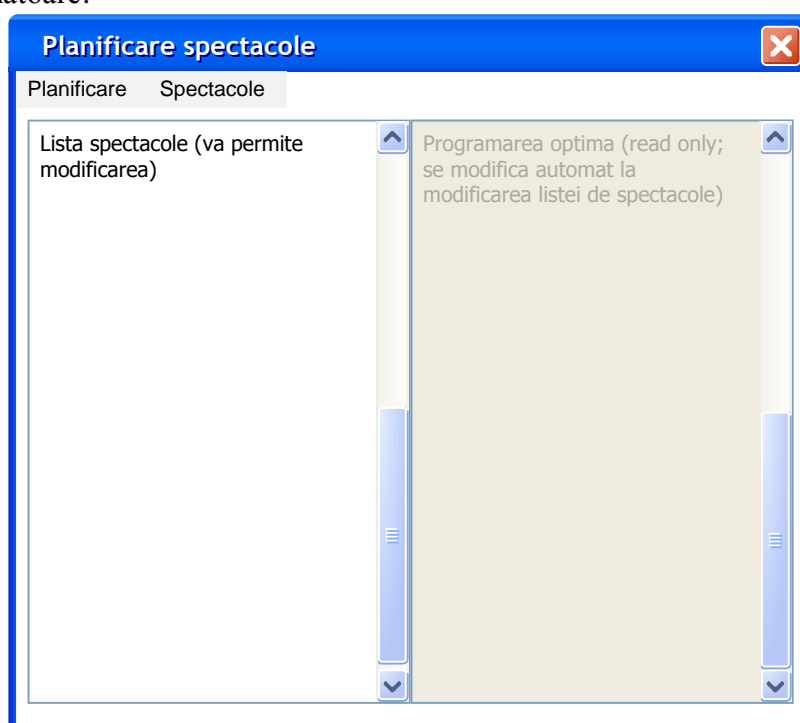 Planificare spectacole
Planificare Spectacole
Lista spectacole (va permite
modificarea)
Programarea optima (read only;
se modifica automat la
modificarea listei de spectacole)